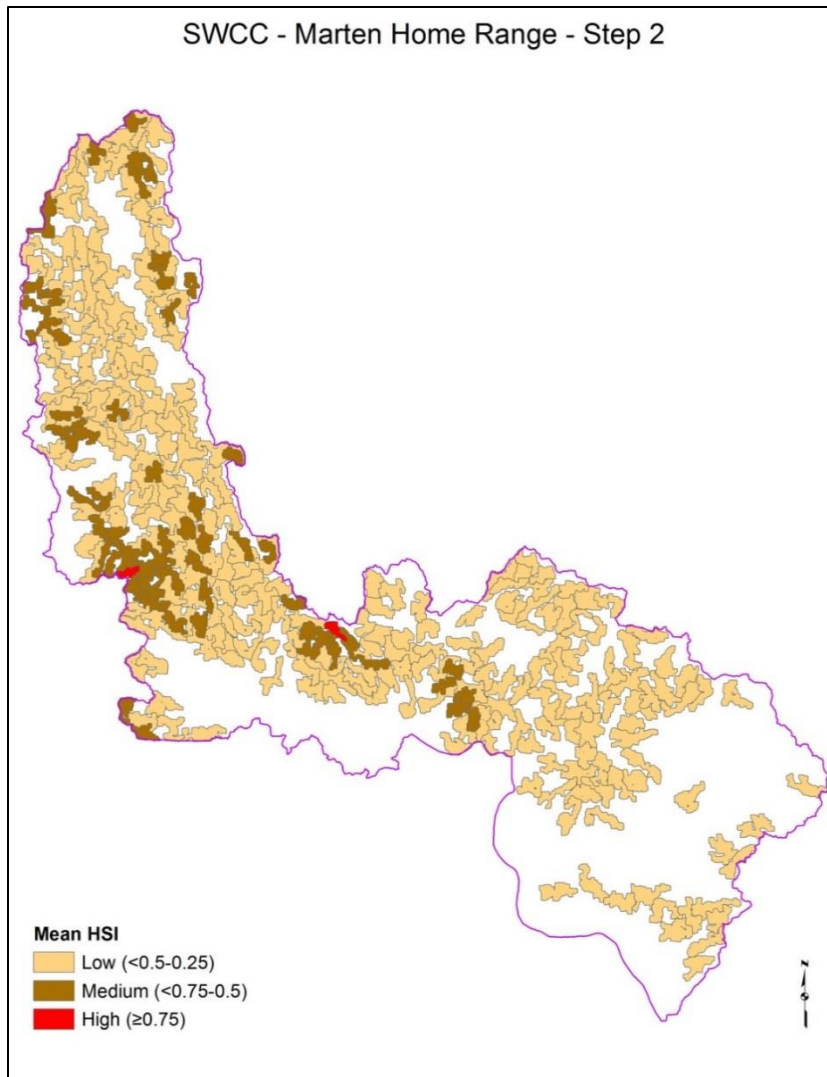 SWCC - Marten Home Range - Step 2
Mean HSI
Low (<0.5-0.25)
Medium (<0.75-0.5)
High (≥0.75)
N